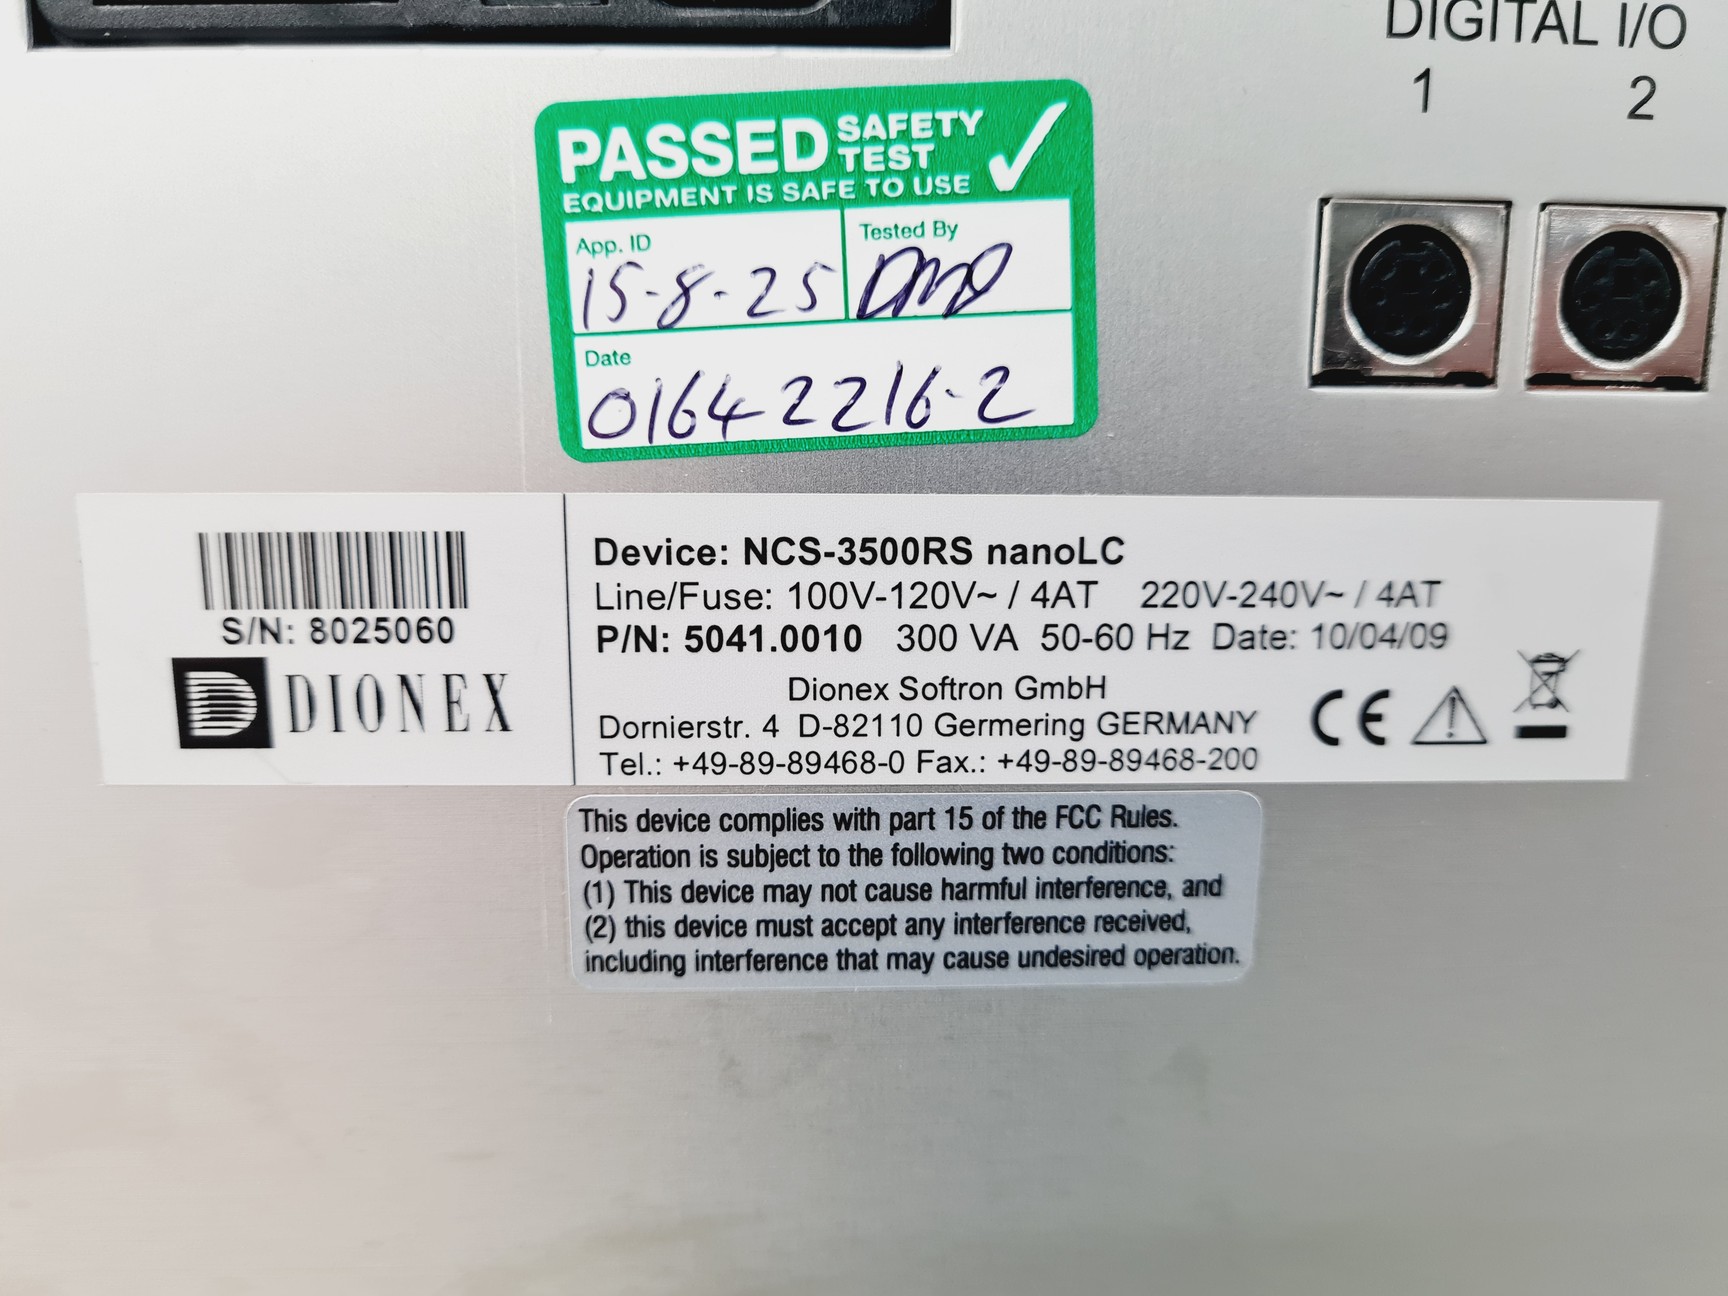 DIGITAL I/O
1 2
PASSED SAFETY TEST
EQUIPMENT IS SAFE TO USE
App. ID
15-8-25
Tested By
Date
01642216-2
S/N: 8025060
DIONEX
Device: NCS-3500RS nanoLC
Line/Fuse: 100V-120V~ / 4AT 220V-240V~ / 4AT
P/N: 5041.0010 300 VA 50-60 Hz Date: 10/04/09
Dionex Softron GmbH
Dornierstr. 4 D-82110 Germering GERMANY
Tel.: +49-89-89468-0 Fax.: +49-89-89468-200
CE
This device complies with part 15 of the FCC Rules.
Operation is subject to the following two conditions:
(1) This device may not cause harmful interference, and
(2) this device must accept any interference received,
including interference that may cause undesired operation.